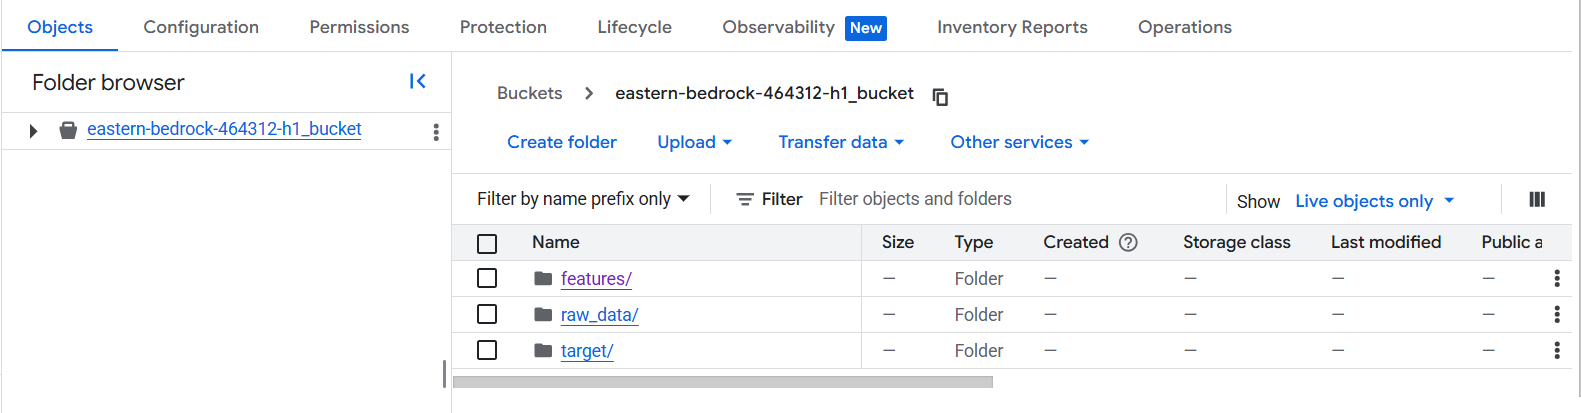 Objects Configuration Permissions Protection Lifecycle Observability New Inventory Reports Operations
Folder browser
eastern-bedrock-464312-h1_bucket
Buckets > eastern-bedrock-464312-h1_bucket
Create folder Upload Transfer data Other services
Filter by name prefix only Filter Filter objects and folders Show Live objects only
Name Size Type Created Storage class Last modified Public a
features/ — Folder — — — —
raw_data/ — Folder — — — —
target/ — Folder — — — —